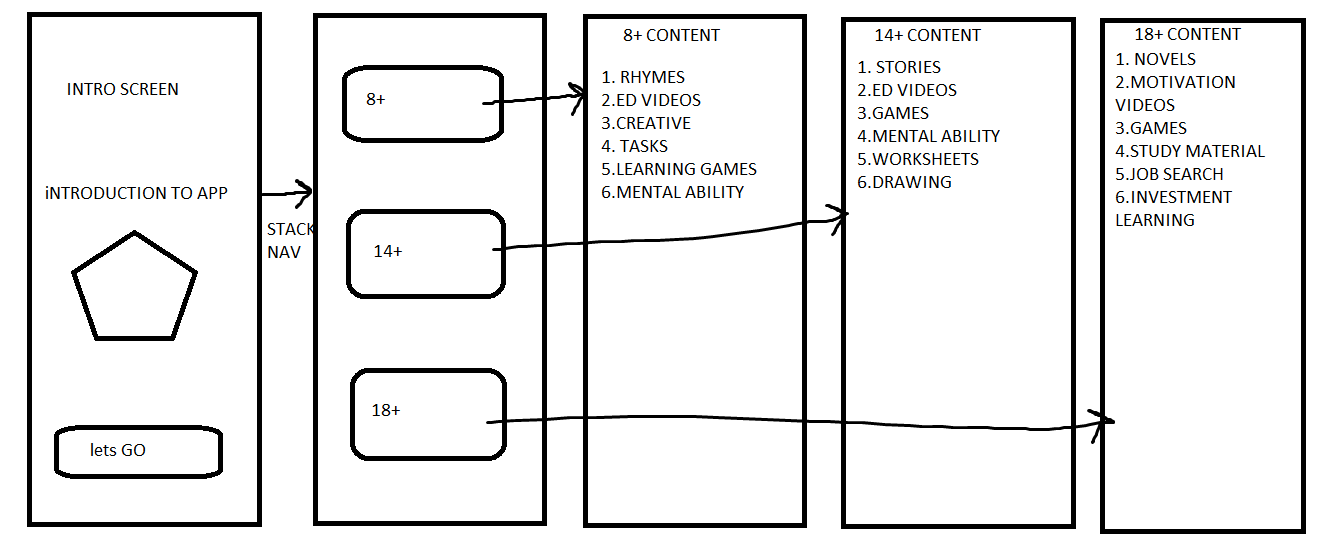 INTRO SCREEN
iNTRODUCTION TO APP
lets GO
STACK
NAV
8+
14+
18+
8+ CONTENT
1. RHYMES
2.ED VIDEOS
3.CREATIVE
4. TASKS
5.LEARNING GAMES
6.MENTAL ABILITY
14+ CONTENT
1. STORIES
2.ED VIDEOS
3.GAMES
4.MENTAL ABILITY
5.WORKSHEETS
6.DRAWING
18+ CONTENT
1. NOVELS
2.MOTIVATION
VIDEOS
3.GAMES
4.STUDY MATERIAL
5.JOB SEARCH
6.INVESTMENT
LEARNING